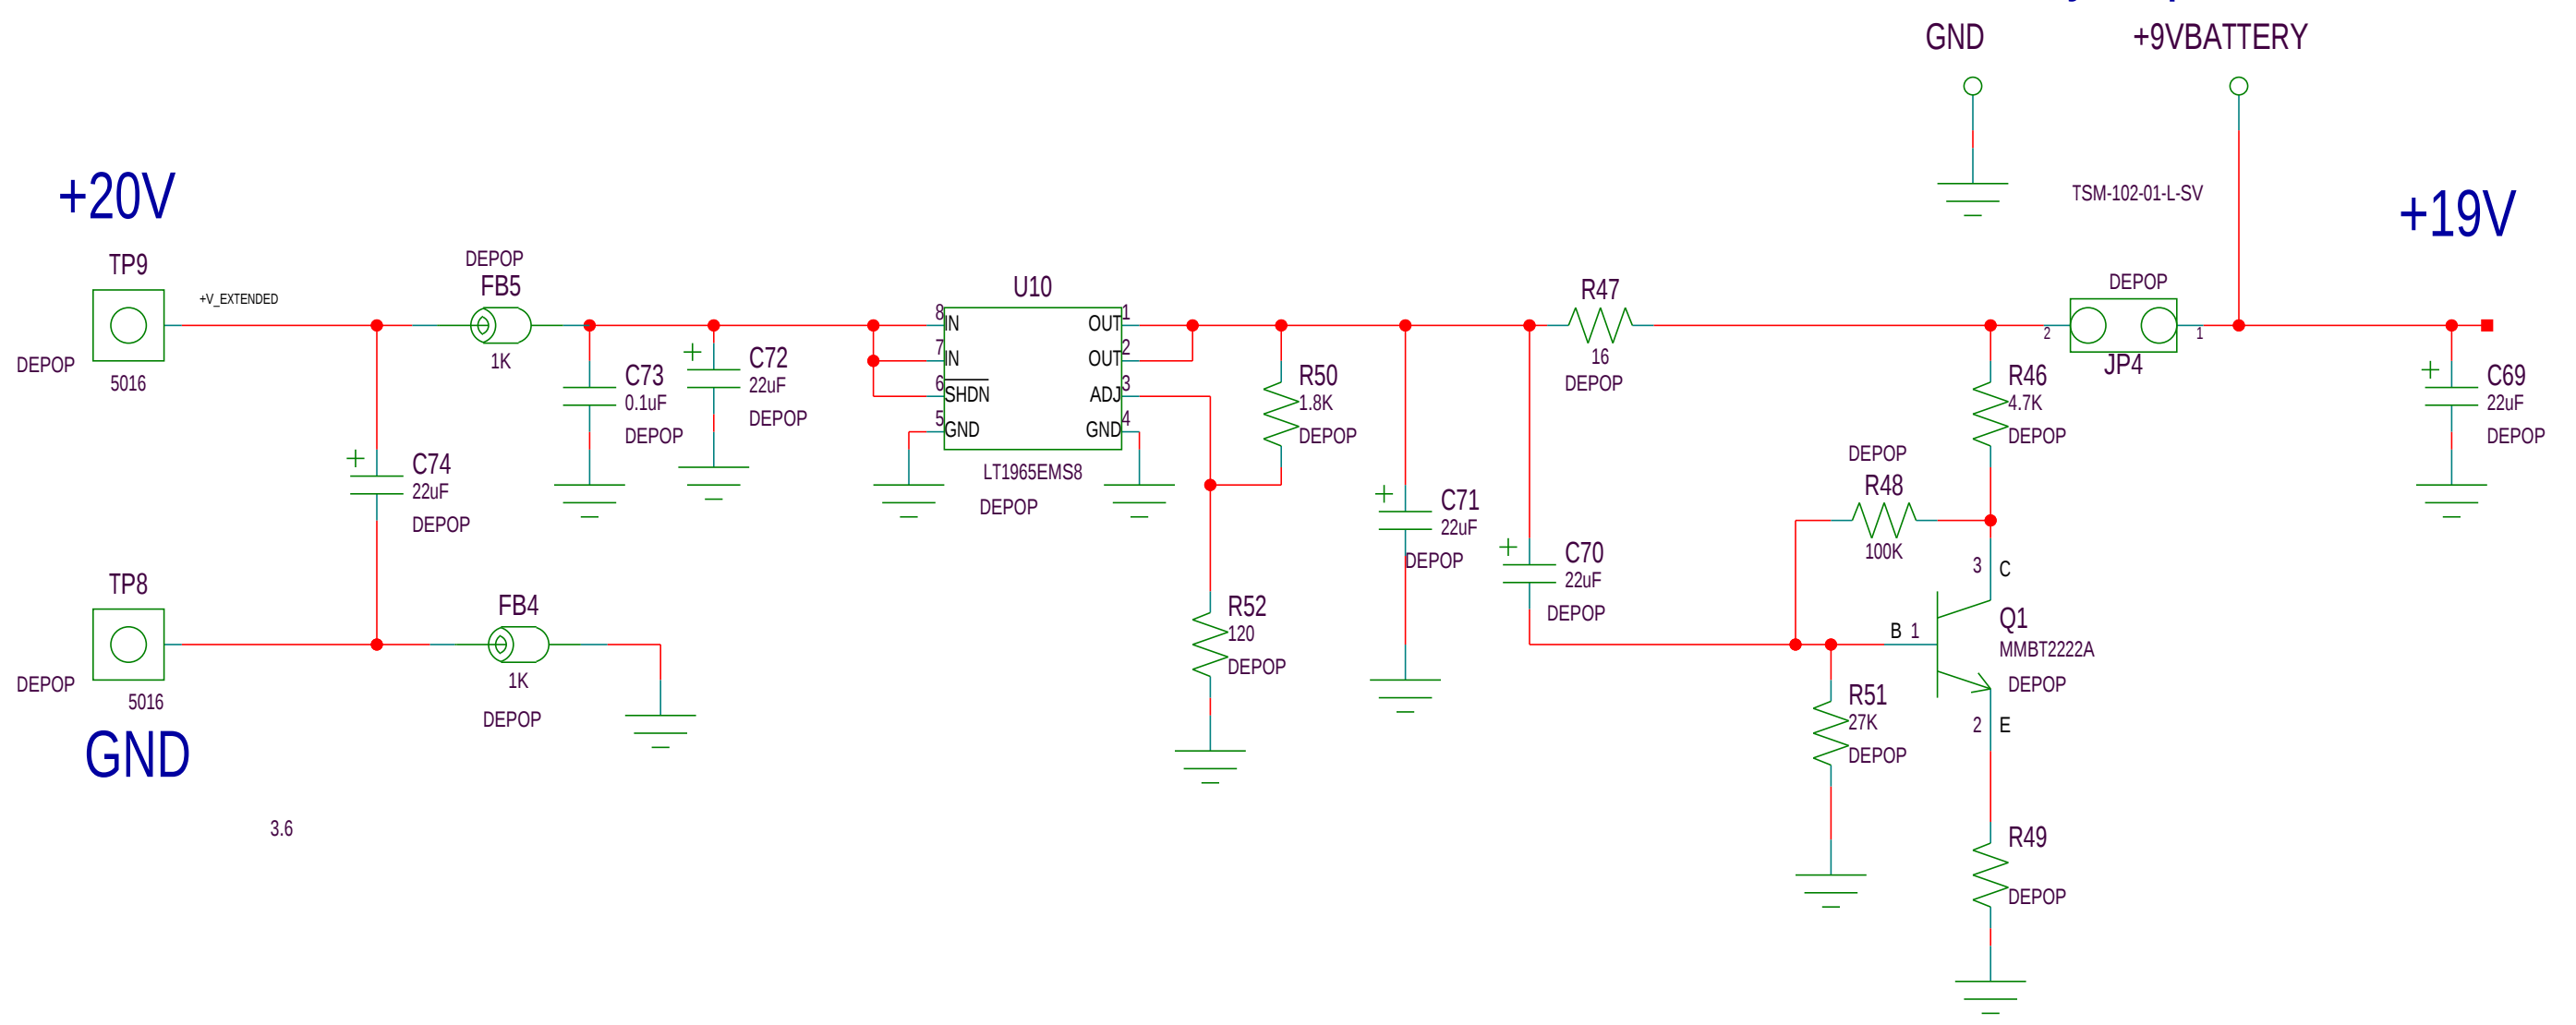 GND
+9VBATTERY
+20V
TP9
DEPOP
5016
+V_EXTENDED
DEPOP
FB5
1K
C73
0.1uF
DEPOP
C72
22uF
DEPOP
C74
22uF
DEPOP
TP8
DEPOP
5016
GND
FB4
1K
DEPOP
3.6
U10
8
IN
OUT
1
7
IN
OUT
2
6
SHDN
ADJ
3
5
GND
GND
4
LT1965EMS8
DEPOP
R50
1.8K
DEPOP
R52
120
DEPOP
C71
22uF
DEPOP
C70
22uF
DEPOP
R47
16
DEPOP
TSM-102-01-L-SV
DEPOP
2
1
JP4
+19V
R46
4.7K
DEPOP
C69
22uF
DEPOP
DEPOP
R48
100K
3
C
B
1
Q1
MMBT2222A
DEPOP
2
E
R51
27K
DEPOP
R49
DEPOP